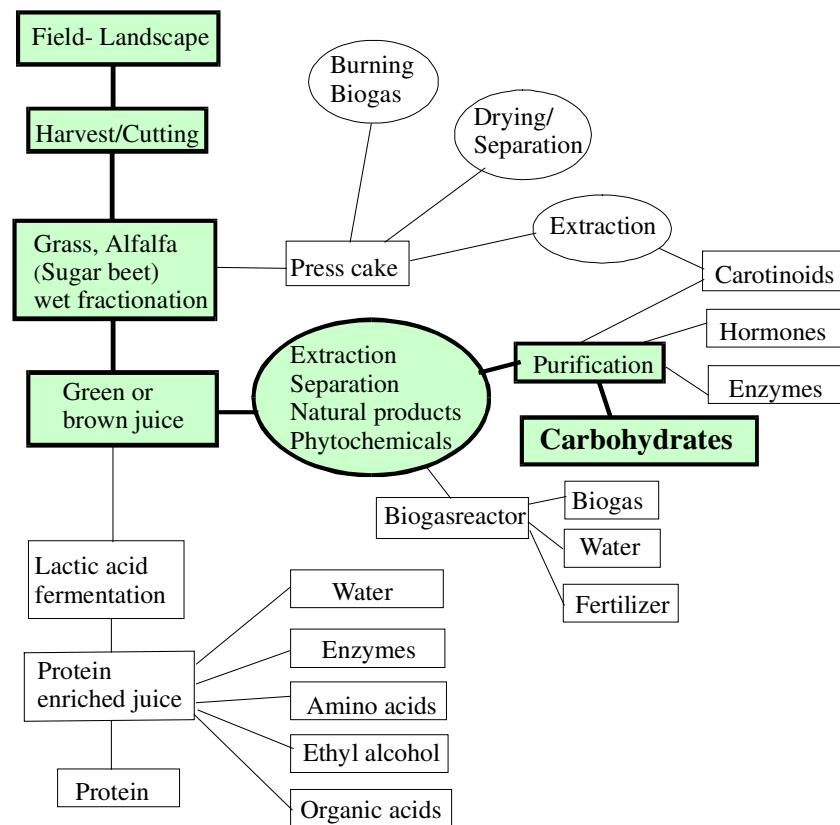 Field- Landscape
Burning
Biogas
Drying/
Separation
Harvest/Cutting
Extraction
Grass, Alfalfa
(Sugar beet)
wet fractionation
Press cake
Carotinoids
Hormones
Extraction
Separation
Natural products
Phytochemicals
Purification
Enzymes
Green or
brown juice
Carbohydrates
Biogasreactor
Biogas
Water
Fertilizer
Lactic acid
fermentation
Water
Enzymes
Protein
enriched juice
Amino acids
Ethyl alcohol
Protein
Organic acids